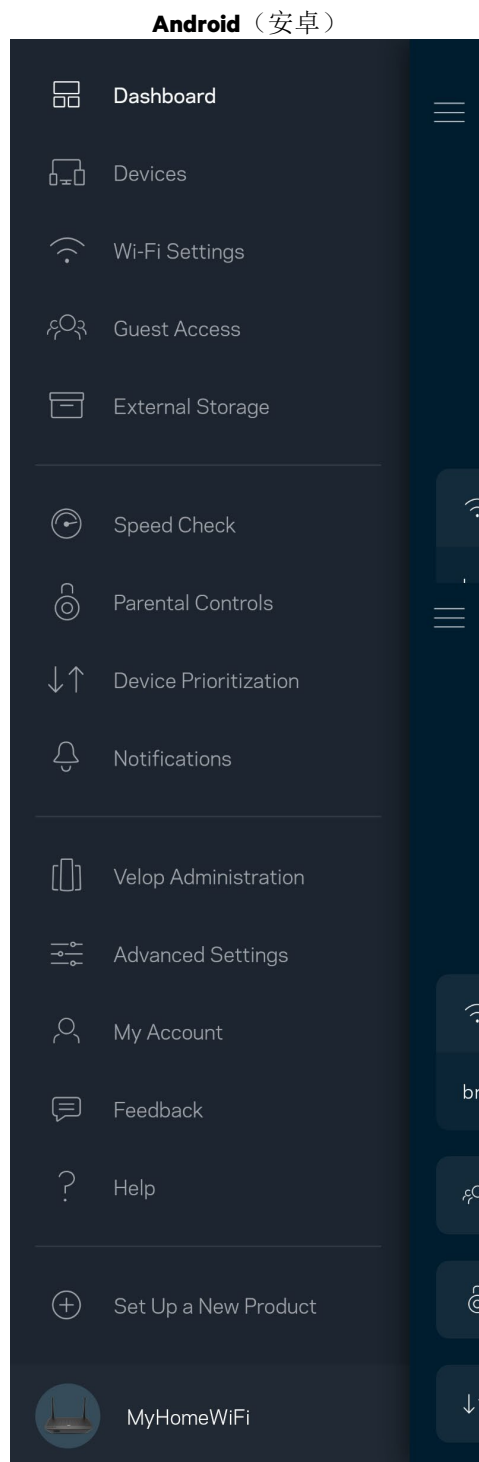 Android（安卓）
Dashboard
Devices
Wi-Fi Settings
Guest Access
External Storage
Speed Check
Parental Controls
Device Prioritization
Notifications
Velop Administration
Advanced Settings
My Account
Feedback
Help
Set Up a New Product
MyHomeWiFi